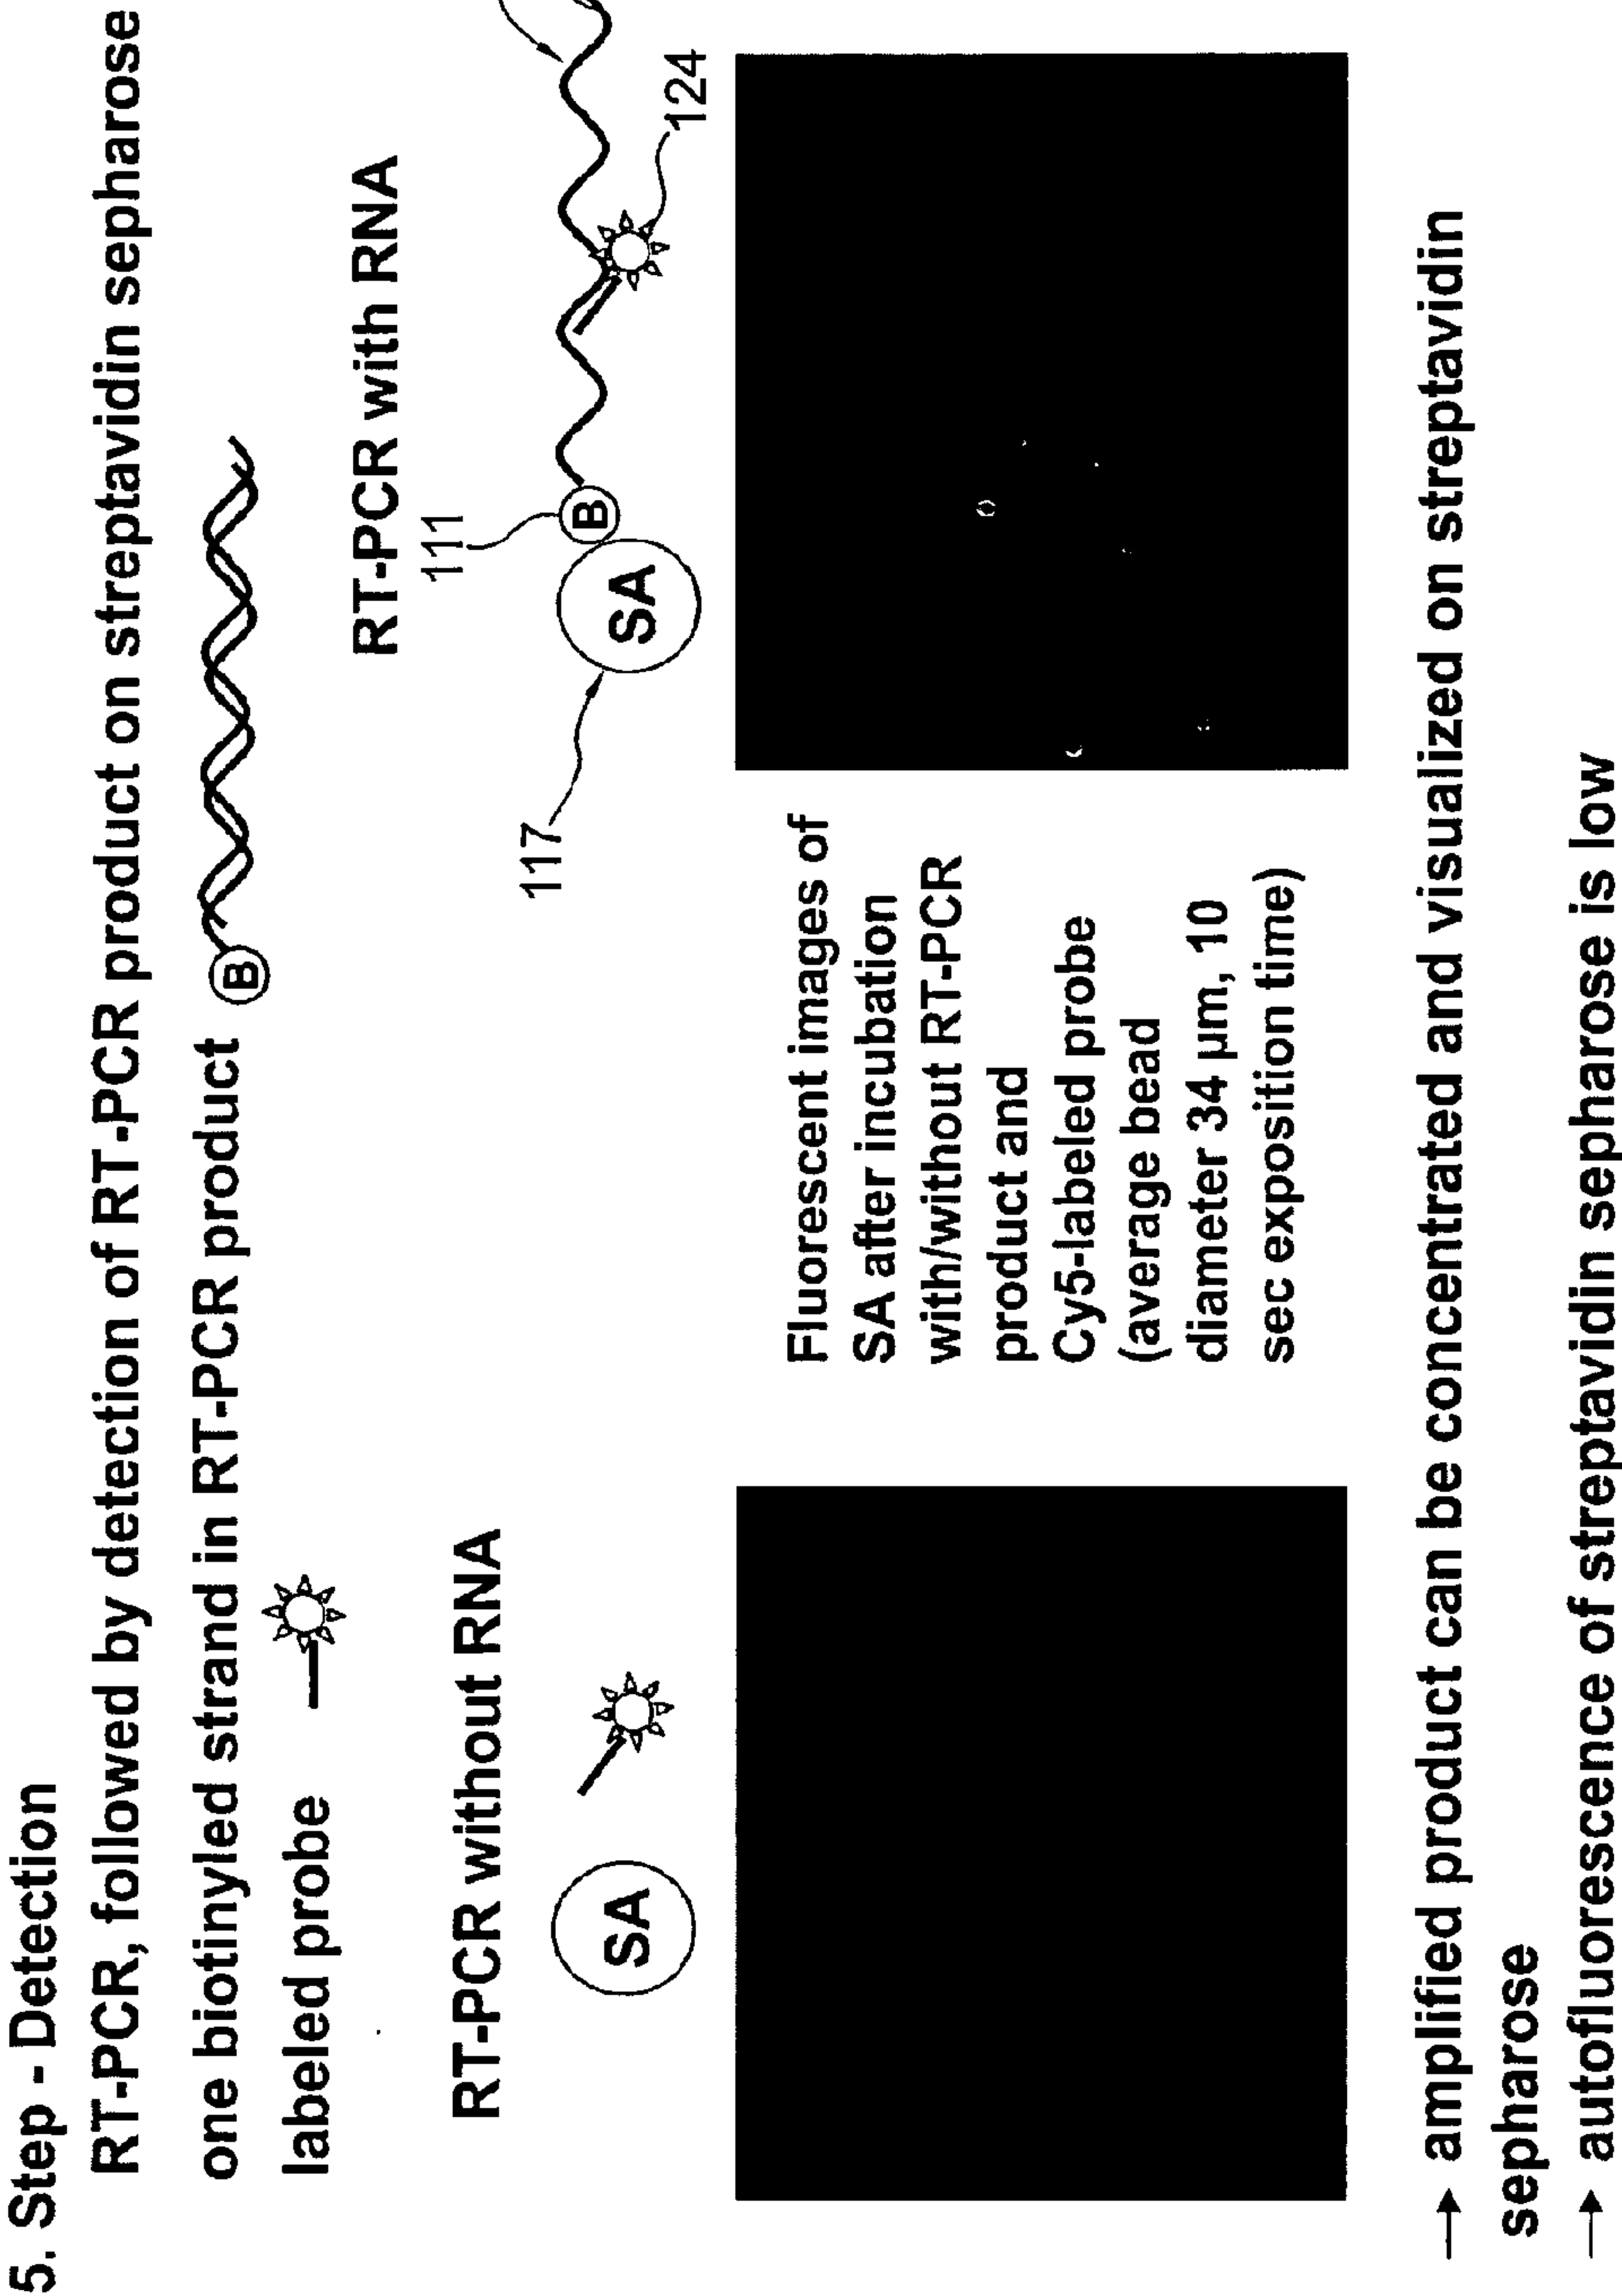 5. Step - Detection
RT-PCR, followed by detection of RT-PCR product on streptavidin sepharose
one biotinyled strand in RT-PCR product
B
labeled probe
RT-PCR without RNA
SA
RT-PCR with RNA
111
117
SA
B
124
Fluorescent images of
SA after incubation
with/without RT-PCR
product and
Cy5-labeled probe
(average bead
diameter 34 µm, 10
sec exposition time)
→ amplified product can be concentrated and visualized on streptavidin
sepharose
→ autofluorescence of streptavidin sepharose is low